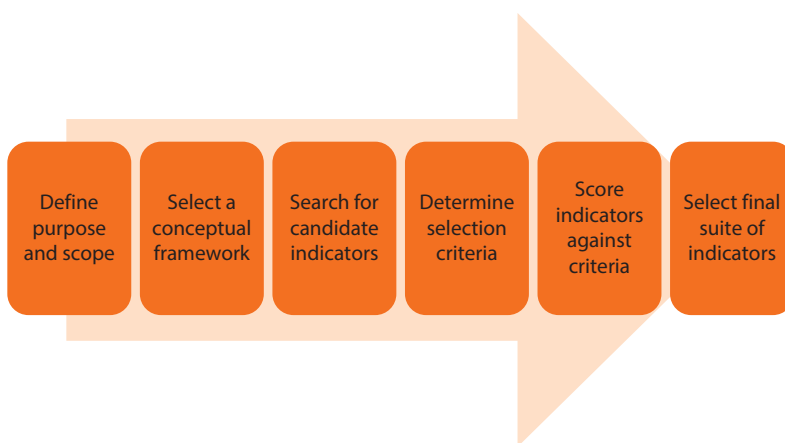 Define
purpose
and scope
Select a
conceptual
framework
Search for
candidate
indicators
Determine
selection
criteria
Score
indicators
against
criteria
Select final
suite of
indicators